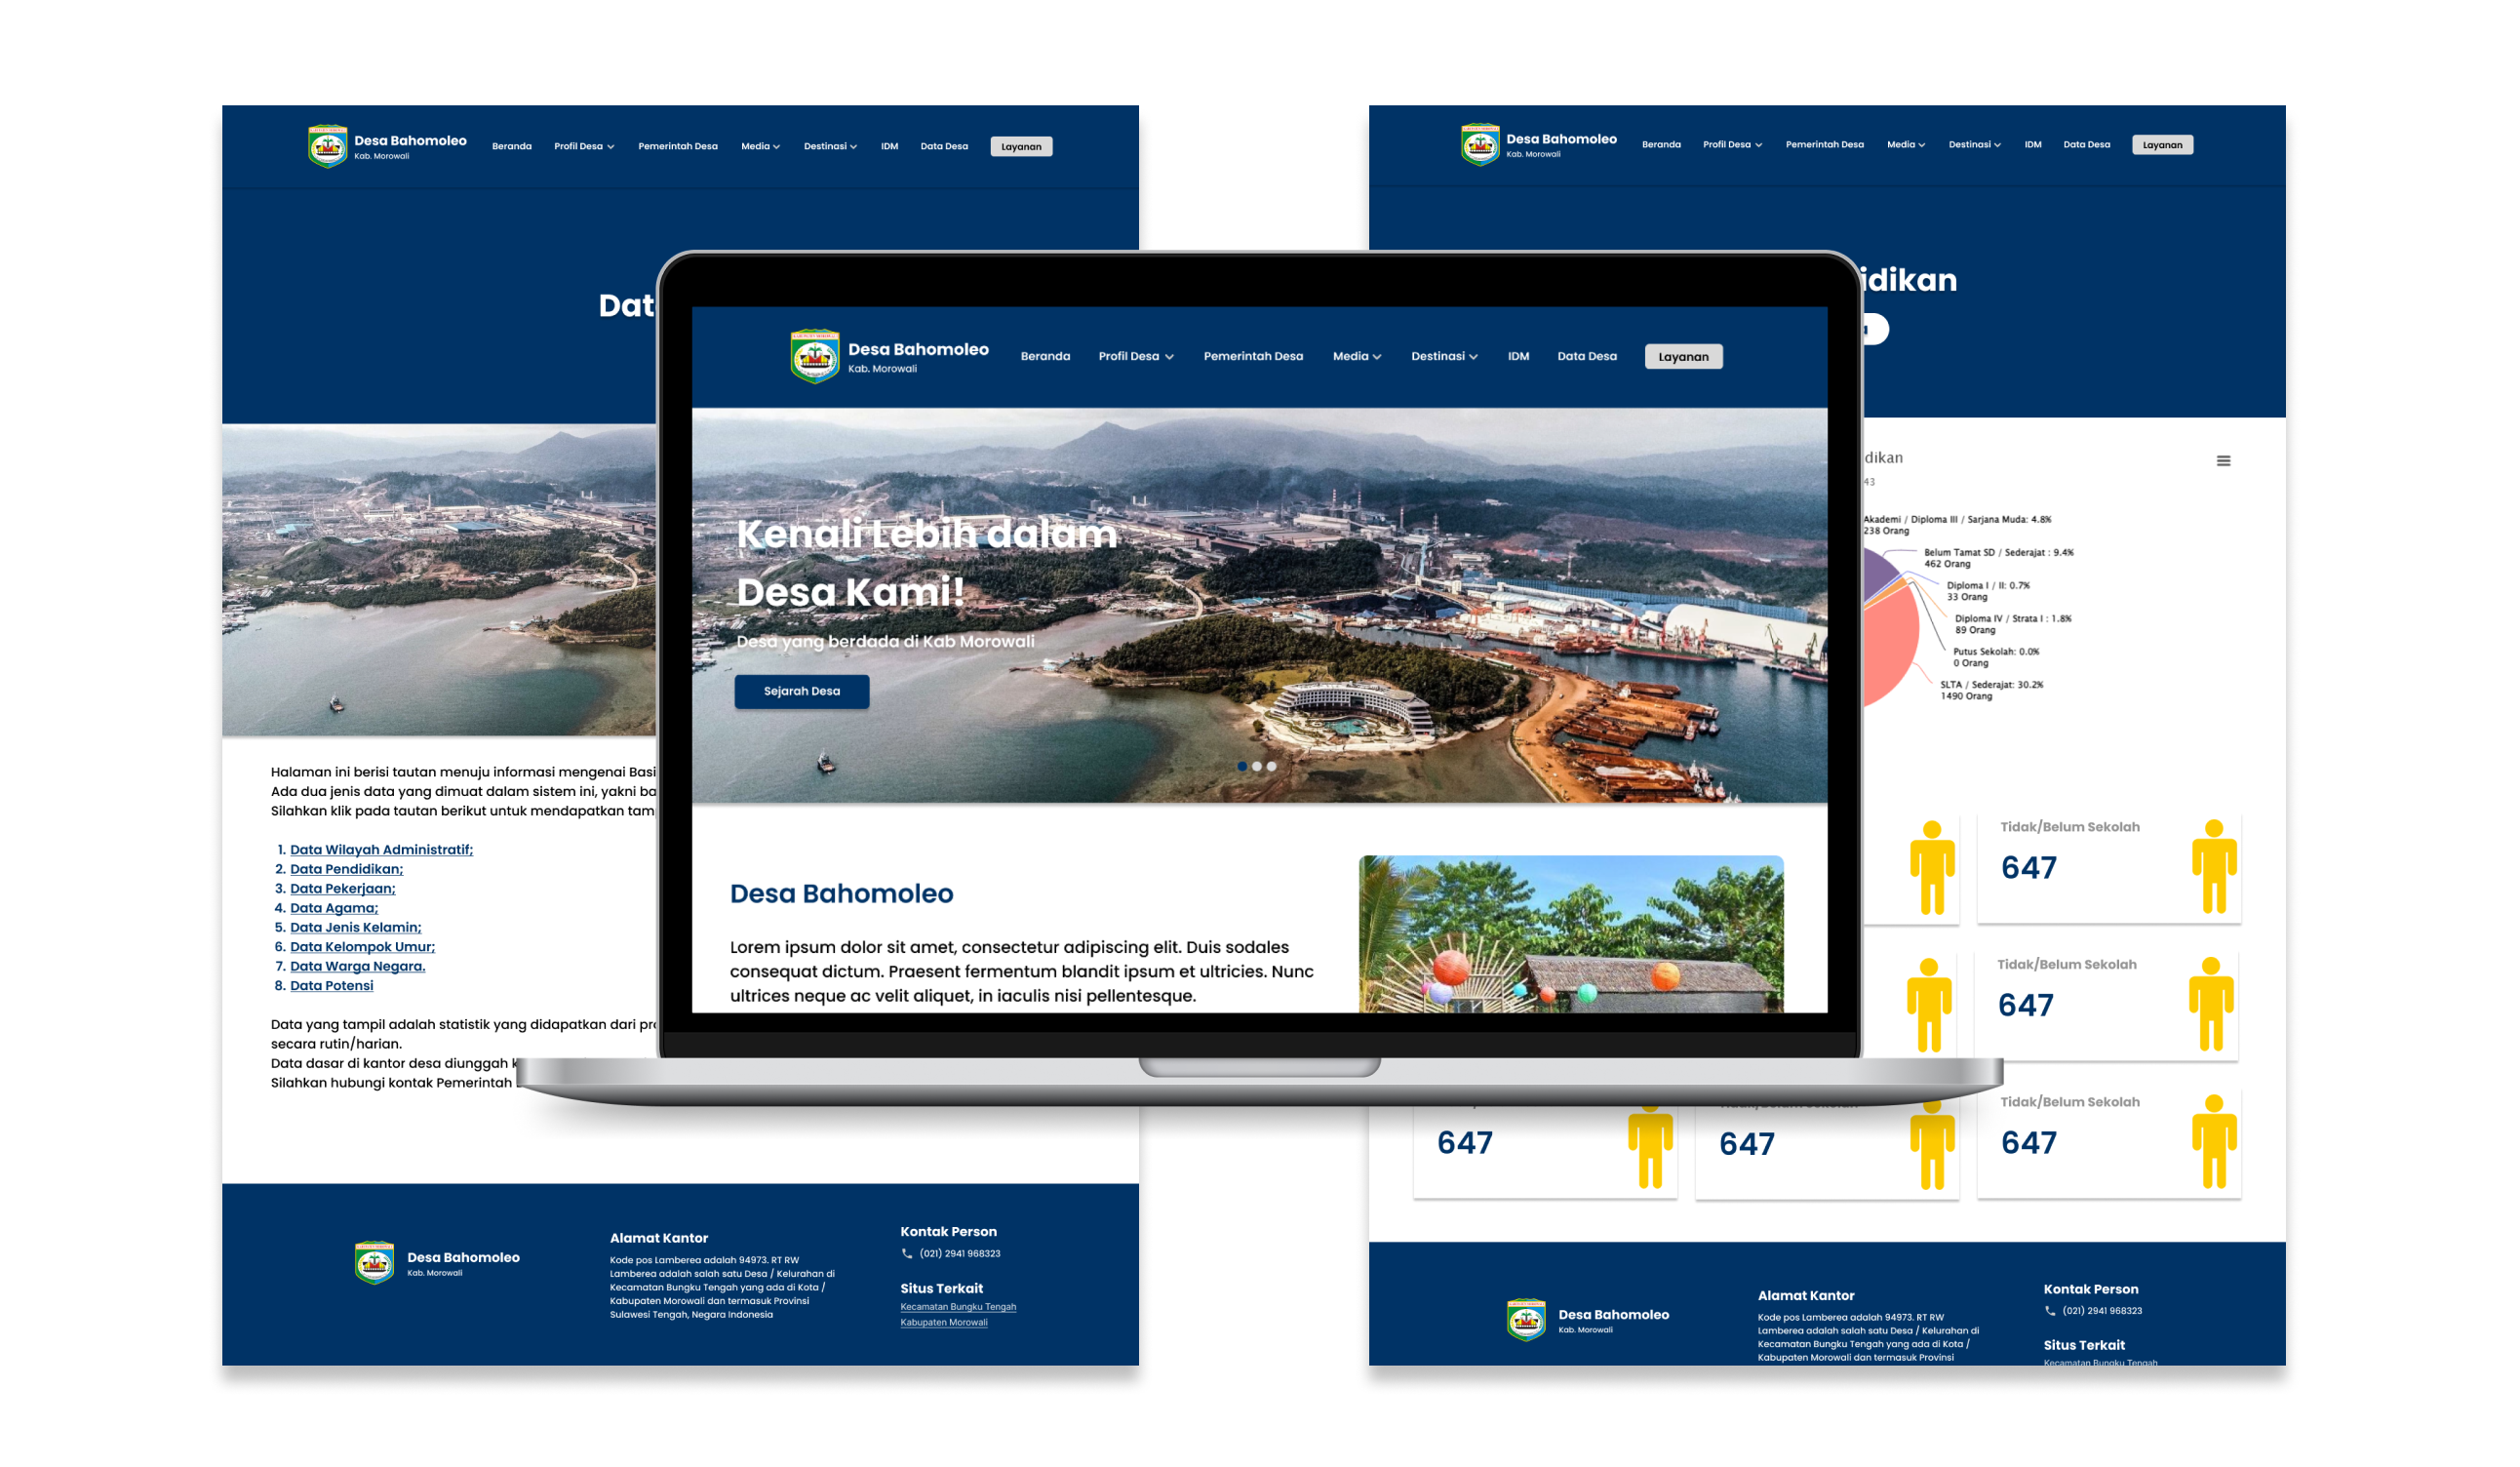 Desa Bahomoleo
Kab. Morowali
Beranda
Profil Desa
Pemerintah Desa
Media
Destinasi
IDM
Data Desa
Layanan
Halaman ini berisi tautan menuju informasi mengenai
Ada dua jenis data yang dimuat dalam sistem ini, yakni
Silahkan klik pada tautan berikut untuk mendapatkan
1. Data Wilayah Administratif;
2. Data Pendidikan;
3. Data Pekerjaan;
4. Data Agama;
5. Data Jenis Kelamin;
6. Data Kelompok Umur;
7. Data Warga Negara.
8. Data Potensi
Data yang tampil adalah statistik yang didapatkan dari
secara rutin/harian.
Data dasar di kantor desa diunggah
Silahkan hubungi kontak Pemerintah
Desa Bahomoleo
Kab. Morowali
Alamat Kantor
Kode pos Lamberea adalah 94973. RT RW
Lamberea adalah salah satu Desa / Kelurahan di
Kecamatan Bungku Tengah yang ada di Kota /
Kabupaten Morowali dan termasuk Provinsi
Sulawesi Tengah, Negara Indonesia
Kontak Person
(021) 2941 968323
Situs Terkait
Kecamatan Bungku Tengah
Kabupaten Morowali
Desa Bahomoleo
Kab. Morowali
Beranda
Profil Desa
Pemerintah Desa
Media
Destinasi
IDM
Data Desa
Layanan
Kenali Lebih dalam
Desa Kami!
Desa yang berdada di Kab Morowali
Sejarah Desa
Desa Bahomoleo
Lorem ipsum dolor sit amet, consectetur adipiscing elit. Duis sodales
consequat dictum. Praesent fermentum blandit ipsum et ultricies. Nunc
ultrices neque ac velit aliquet, in iaculis nisi pellentesque.
Desa Bahomoleo
Kab. Morowali
Beranda
Profil Desa
Pemerintah Desa
Media
Destinasi
IDM
Data Desa
Layanan
idikan
dikan
43
Akademi / Diploma III / Sarjana Muda: 4.8%
238 Orang
Belum Tamat SD / Sederajat : 9.4%
462 Orang
Diploma I / II: 0.7%
33 Orang
Diploma IV / Strata I : 1.8%
89 Orang
Putus Sekolah: 0.0%
0 Orang
SLTA / Sederajat: 30.2%
1490 Orang
Tidak/Belum Sekolah
647
Tidak/Belum Sekolah
647
Tidak/Belum Sekolah
647
647
647
Desa Bahomoleo
Kab. Morowali
Alamat Kantor
Kode pos Lamberea adalah 94973. RT RW
Lamberea adalah salah satu Desa / Kelurahan di
Kecamatan Bungku Tengah yang ada di Kota /
Kabupaten Morowali dan termasuk Provinsi
Kontak Person
(021) 2941 968323
Situs Terkait
Kecamatan Bungku Tengah